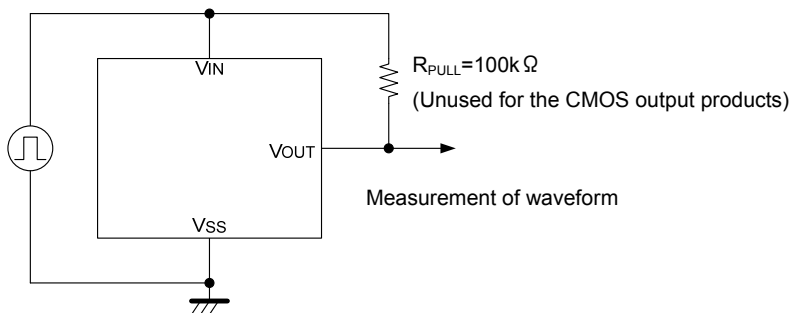 VIN
RPULL=100kΩ
(Unused for the CMOS output products)
VOUT
Measurement of waveform
VSS